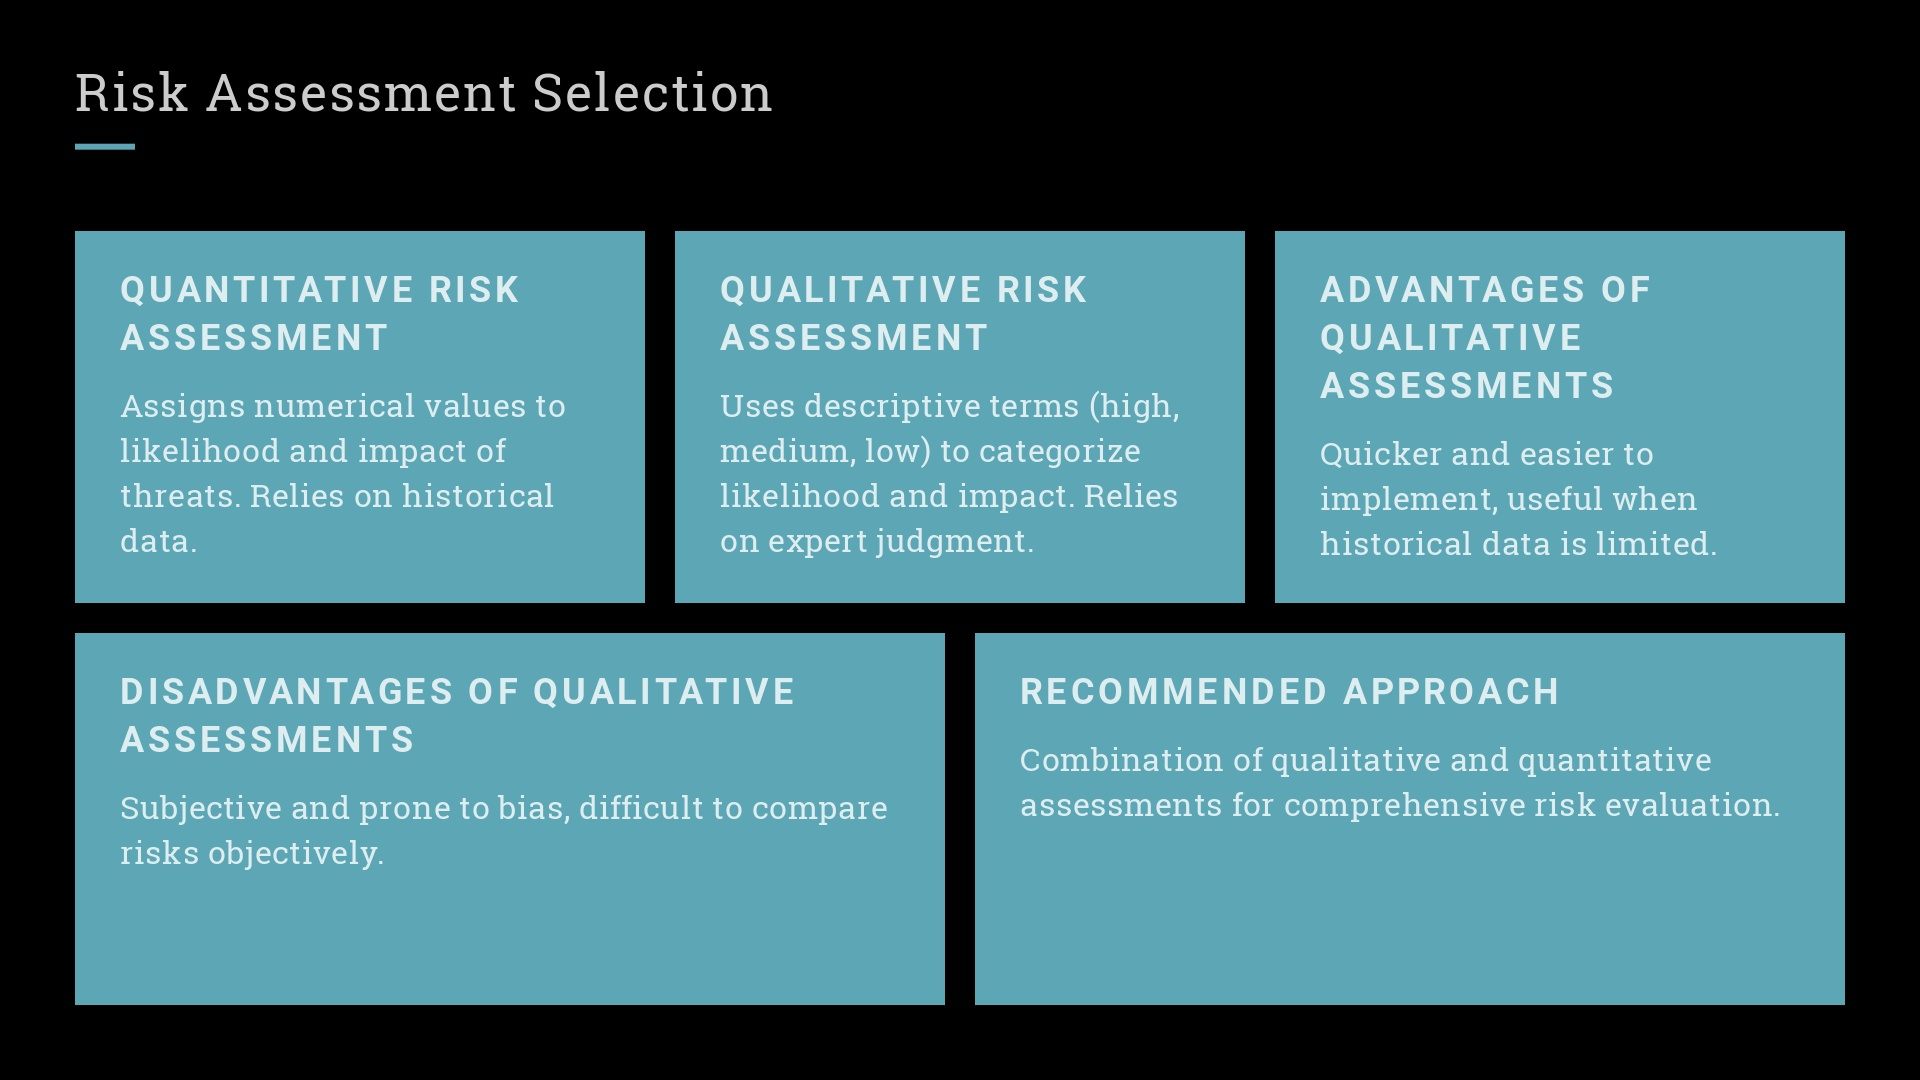 Risk Assessment Selection
QUANTITATIVE RISK
ASSESSMENT
Assigns numerical values to
likelihood and impact of
threats. Relies on historical
data.
QUALITATIVE RISK
ASSESSMENT
Uses descriptive terms (high,
medium, low) to categorize
likelihood and impact. Relies
on expert judgment.
ADVANTAGES OF
QUALITATIVE
ASSESSMENTS
Quicker and easier to
implement, useful when
historical data is limited.
DISADVANTAGES OF QUALITATIVE
ASSESSMENTS
Subjective and prone to bias, difficult to compare
risks objectively.
RECOMMENDED APPROACH
Combination of qualitative and quantitative
assessments for comprehensive risk evaluation.